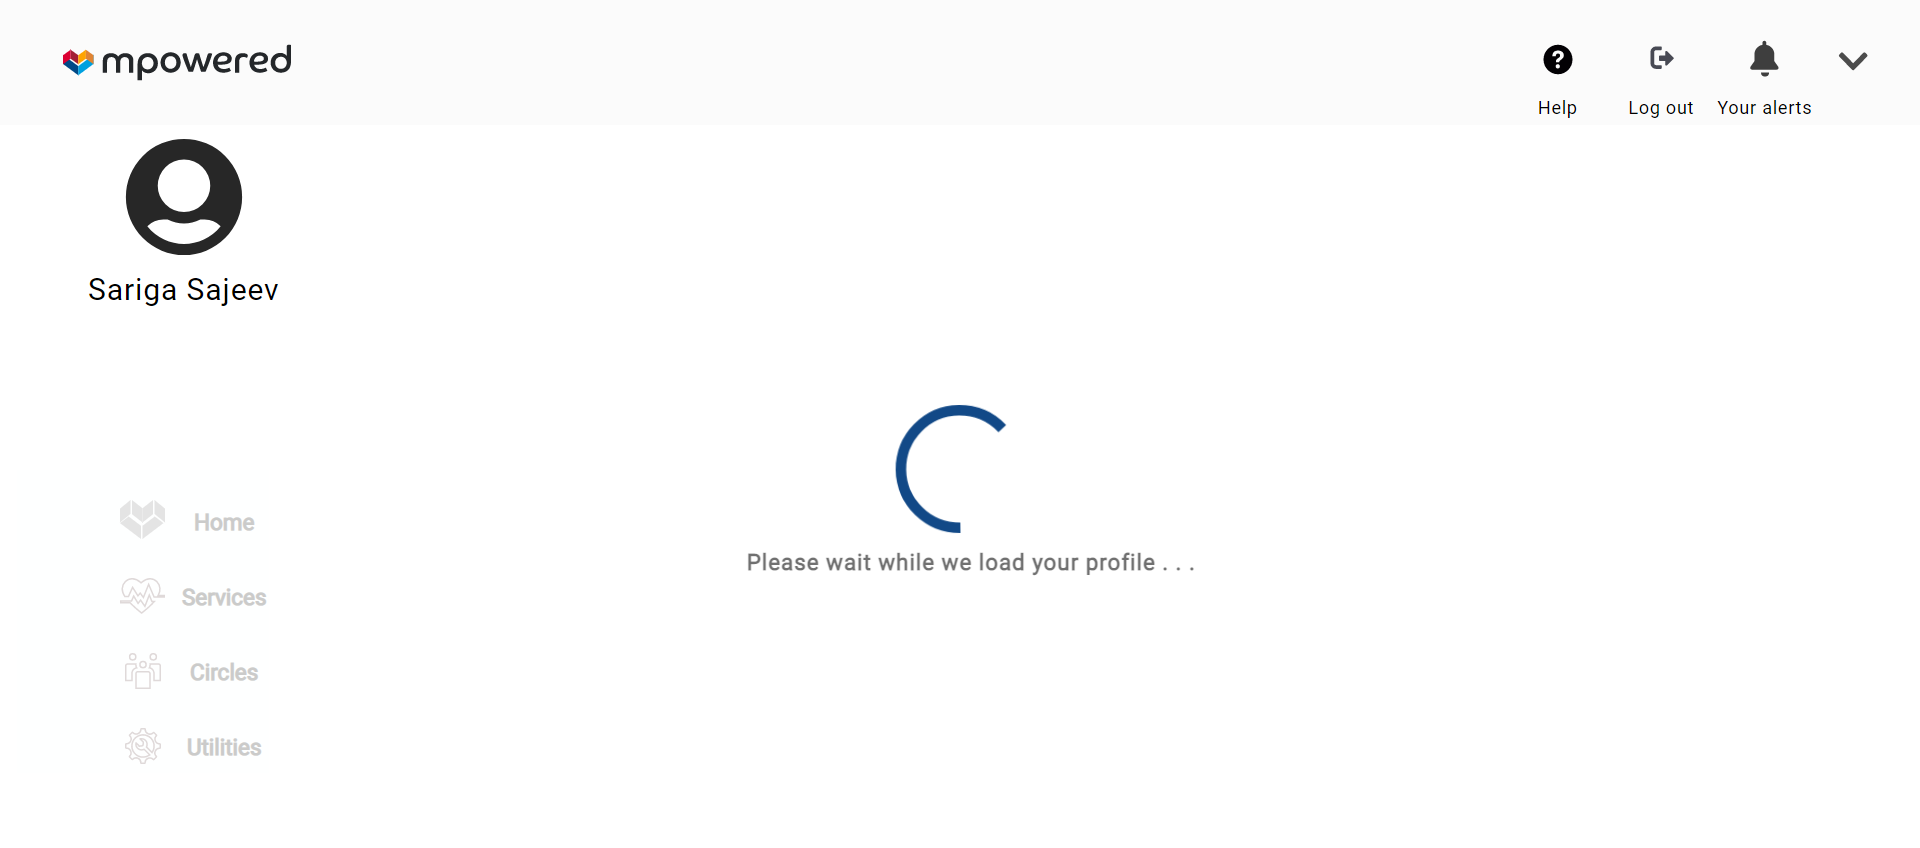 mpowered
Help
Log out
Your alerts
Sariga Sajeev
Please wait while we load your profile . . .
Home
Services
Circles
Utilities